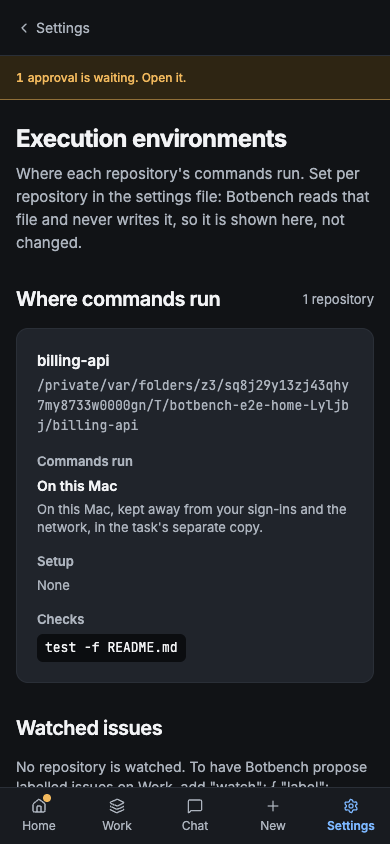 Settings
1 approval is waiting. Open it.
Execution environments
Where each repository's commands run. Set per
repository in the settings file: Botbench reads that
file and never writes it, so it is shown here, not
changed.
Where commands run
1 repository
billing-api
/private/var/folders/z3/sq8j29y13zj43qhy
7my8733w0000gn/T/botbench-e2e-home-Lyljb
j/billing-api
Commands run
On this Mac
On this Mac, kept away from your sign-ins and the
network, in the task's separate copy.
Setup
None
Checks
test -f README.md
Watched issues
No repository is watched. To have Botbench propose
labelled issues on Work, add "watch": { "label":
Home
Work
Chat
New
Settings